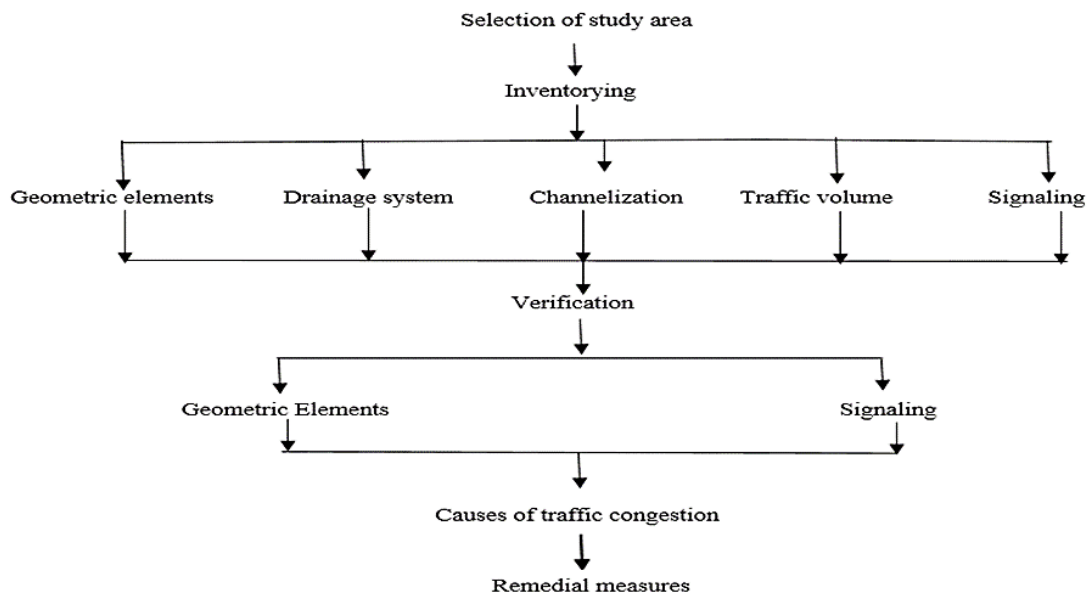 Selection of study area
Inventorying
Geometric elements Drainage system Channelization Traffic volume Signaling
Verification
Geometric Elements Signaling
Causes of traffic congestion
Remedial measures